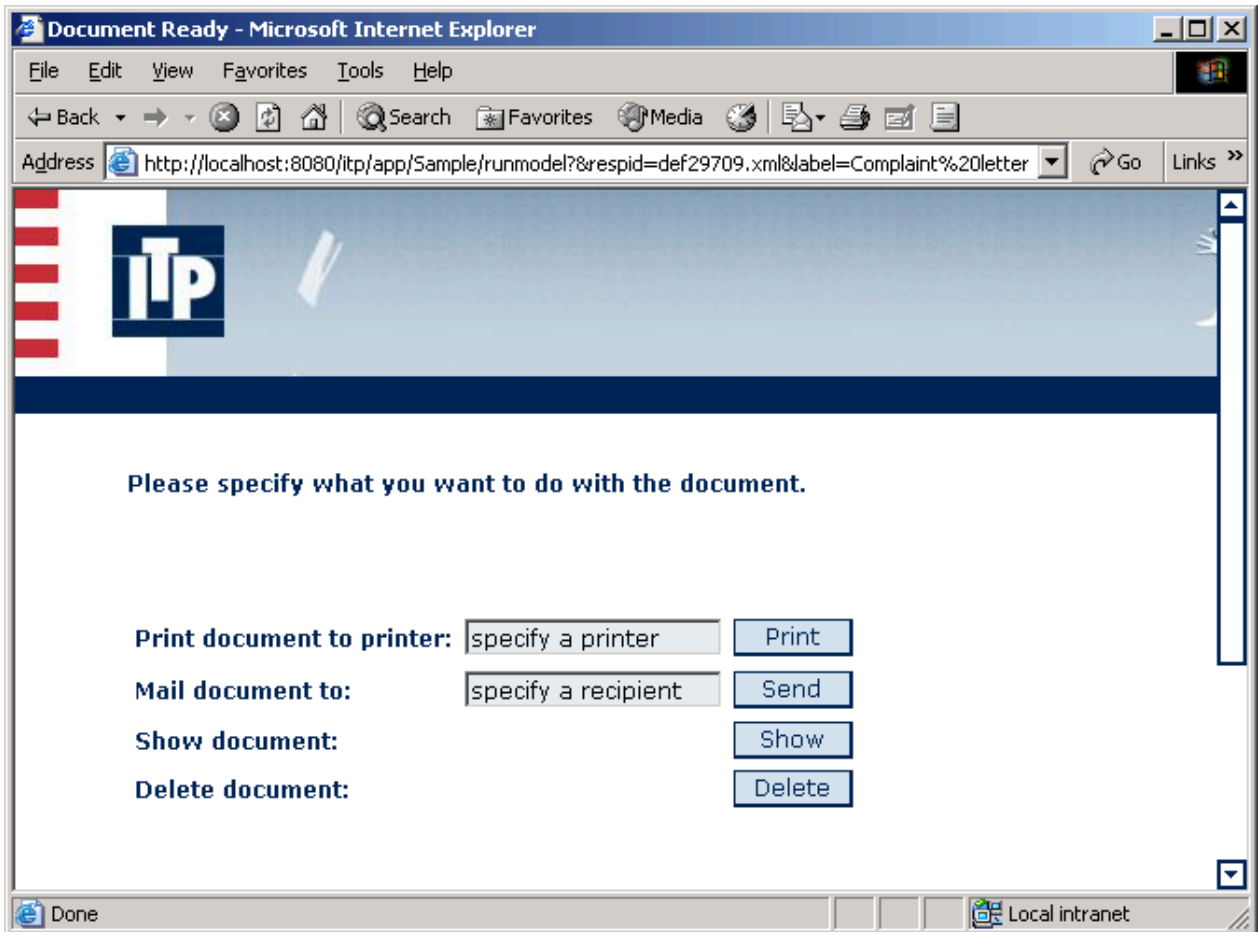 Document Ready - Microsoft Internet Explorer
File Edit View Favorites Tools Help
Back Search Favorites Media
Address http://localhost:8080/itp/app/Sample/runmodel?&respid=def29709.xml&label=Complaint%20letter Go Links »
ITP
Please specify what you want to do with the document.
Print document to printer: specify a printer Print
Mail document to: specify a recipient Send
Show document: Show
Delete document: Delete
Done Local intranet